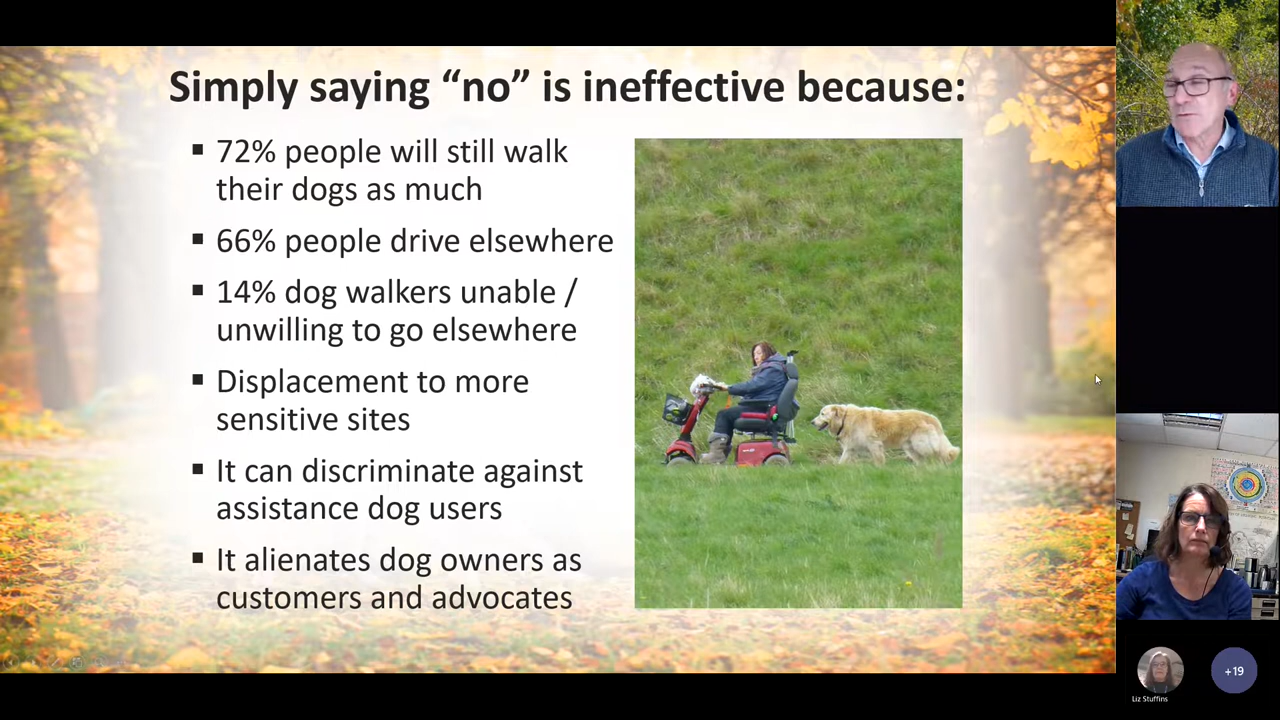 Simply saying “no” is ineffective because:
▪ 72% people will still walk
their dogs as much
▪ 66% people drive elsewhere
▪ 14% dog walkers unable /
unwilling to go elsewhere
▪ Displacement to more
sensitive sites
▪ It can discriminate against
assistance dog users
▪ It alienates dog owners as
customers and advocates
Liz Stuffins
+19